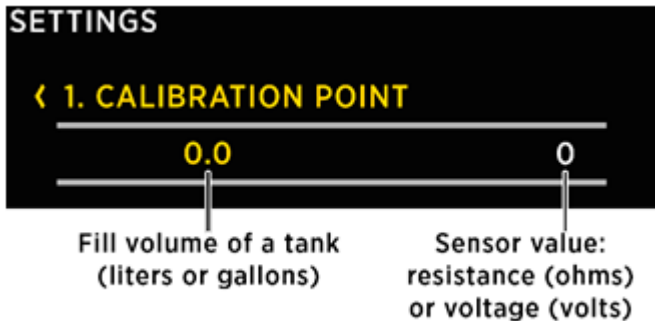 SETTINGS
< 1. CALIBRATION POINT
0.0 0
Fill volume of a tank
(liters or gallons)
Sensor value:
resistance (ohms)
or voltage (volts)